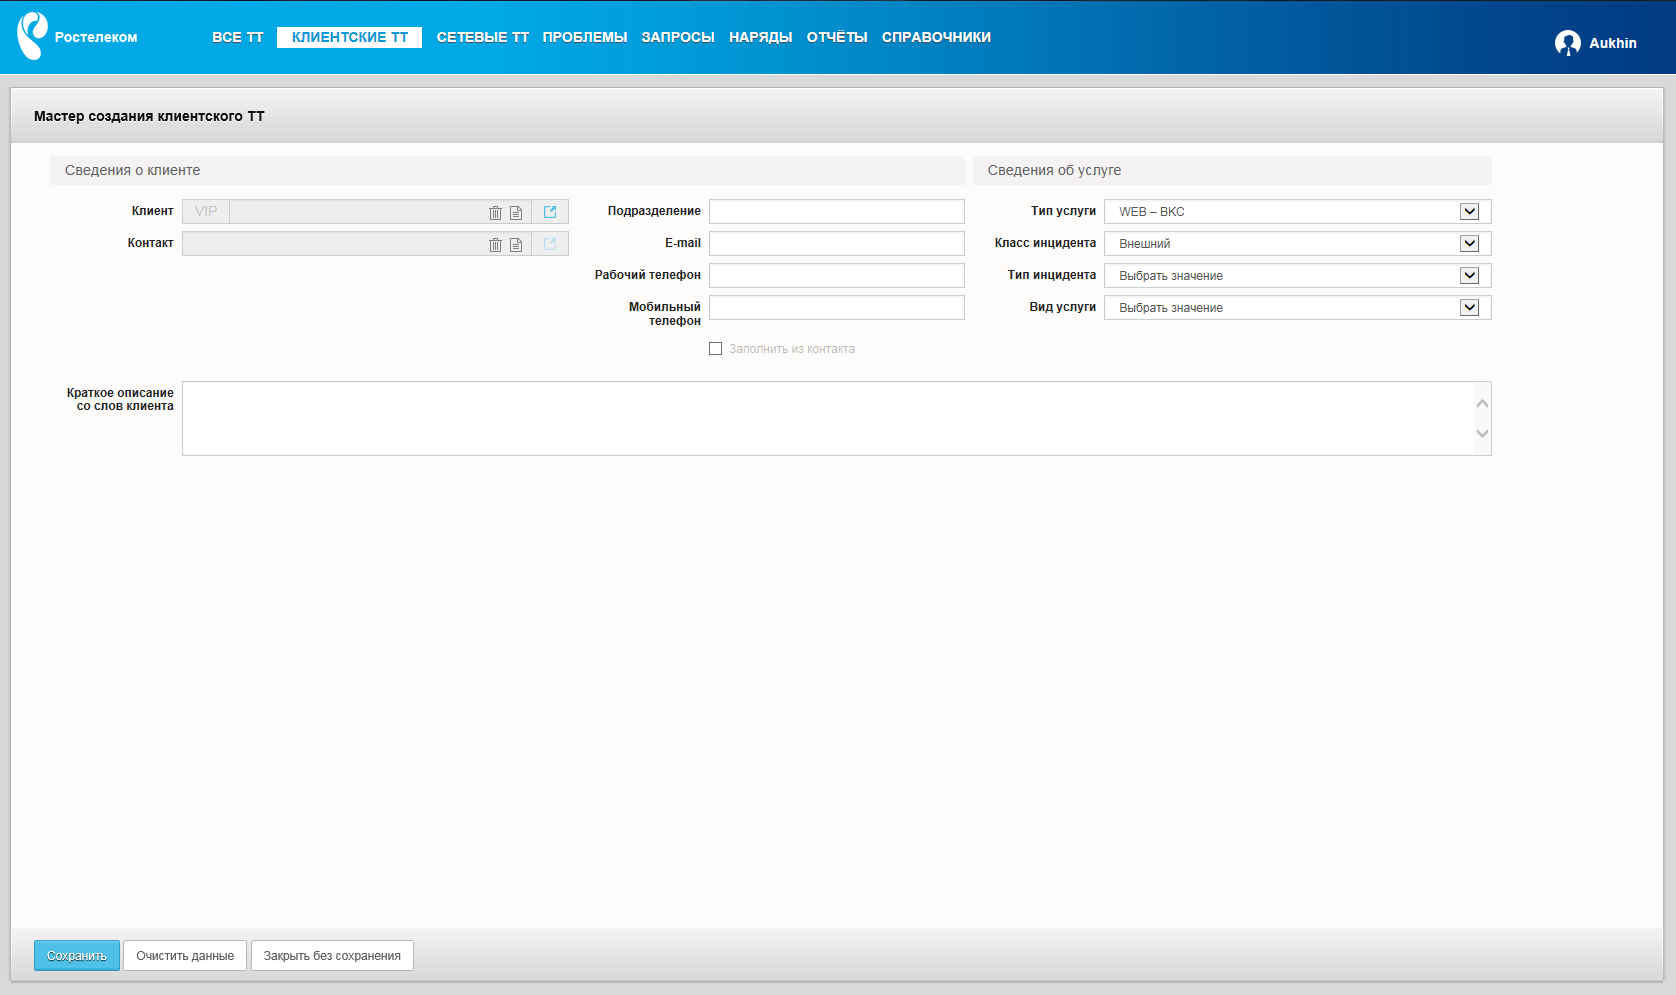 Ростелеком
ВСЕ ТТ КЛИЕНТСКИЕ ТТ СЕТЕВЫЕ ТТ ПРОБЛЕМЫ ЗАПРОСЫ НАРЯДЫ ОТЧЁТЫ СПРАВОЧНИКИ
Aukhin
Мастер создания клиентского ТТ
Сведения о клиенте
Клиент VIP
Контакт
Подразделение
E-mail
Рабочий телефон
Мобильный
телефон
Заполнить из контакта
Сведения об услуге
Тип услуги WEB – ВКС
Класс инцидента Внешний
Тип инцидента Выбрать значение
Вид услуги Выбрать значение
Краткое описание
со слов клиента
Сохранить Очистить данные Закрыть без сохранения